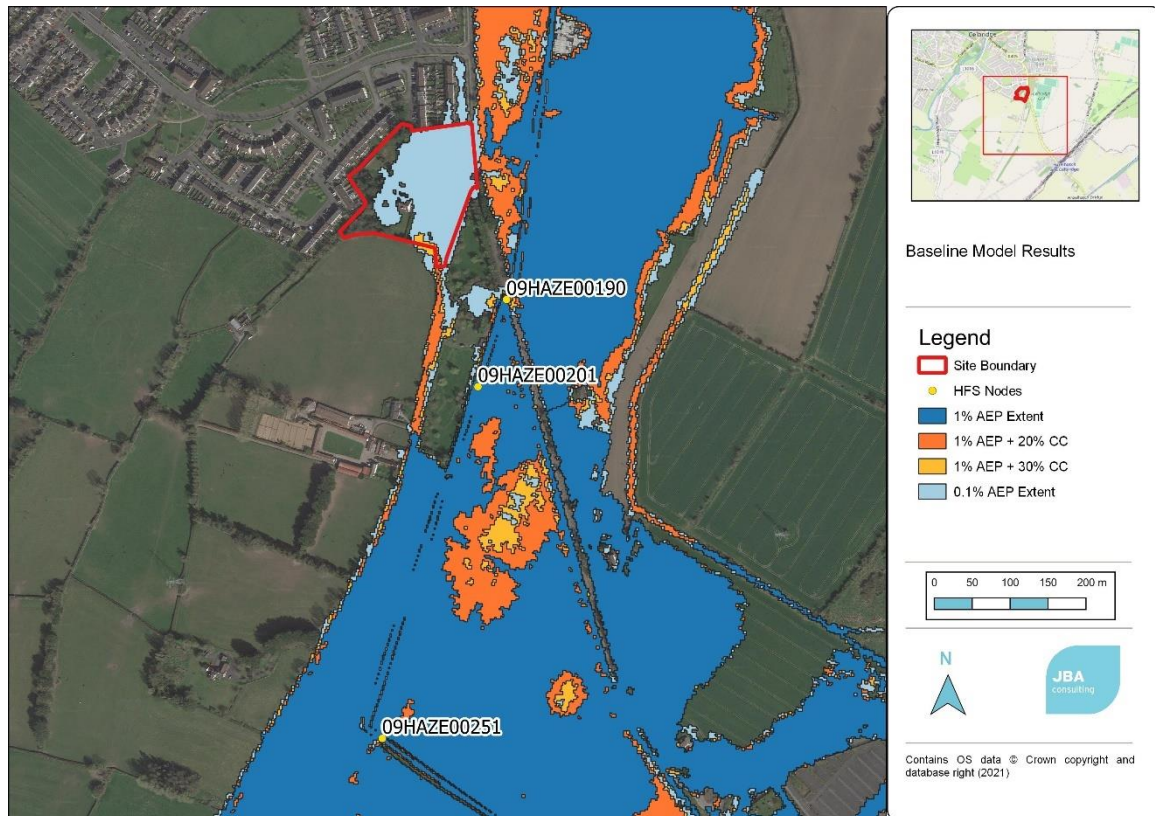 09HAZE00190
09HAZE00201
09HAZE00251
Baseline Model Results
Legend
Site Boundary
HFS Nodes
1% AEP Extent
1% AEP + 20% CC
1% AEP + 30% CC
0.1% AEP Extent
0 50 100 150 200 m
N
JBA
consulting
Contains OS data © Crown copyright and
database right (2021)